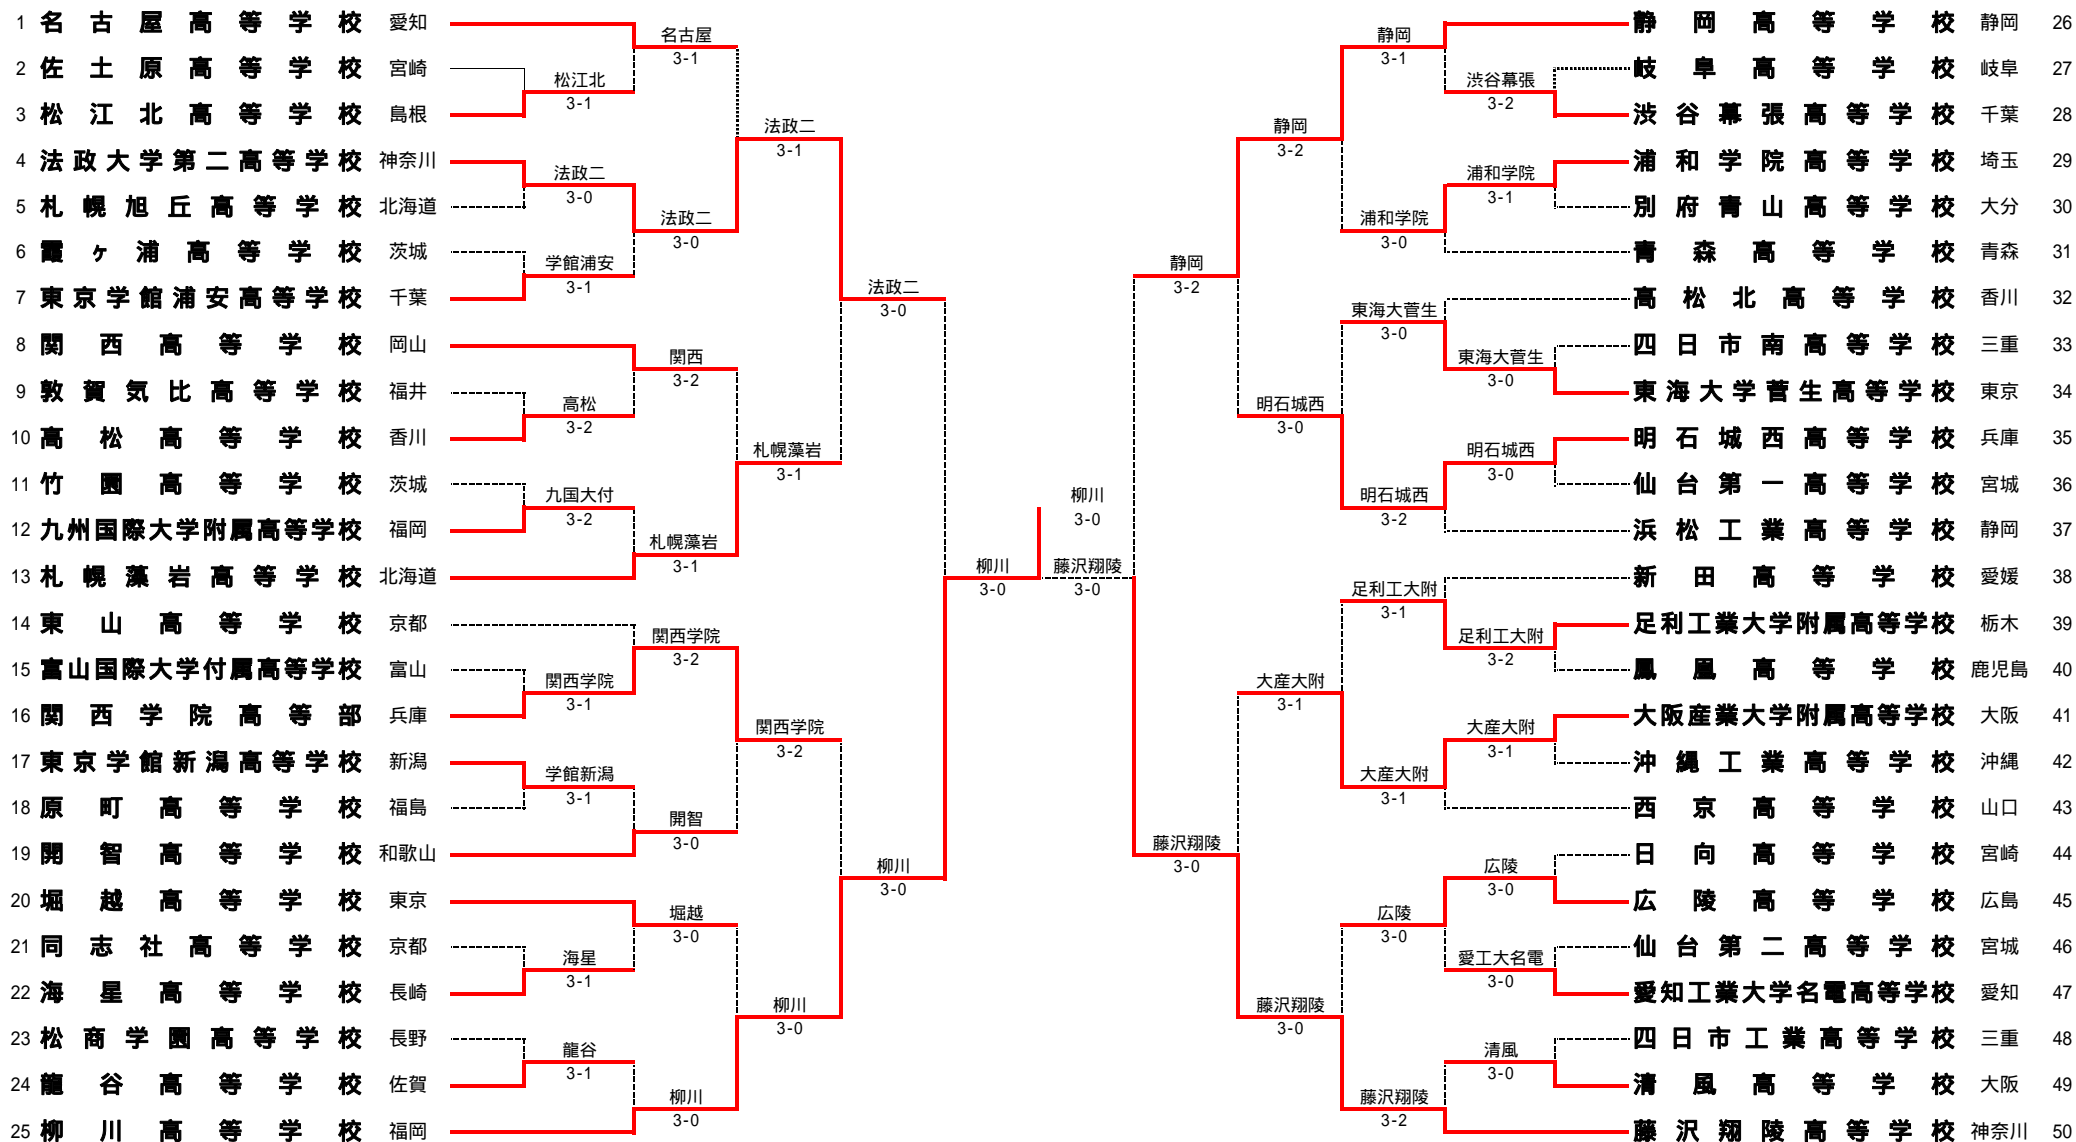 1 名古屋高等学校 愛知
2 佐土原高等学校 宮崎
3 松江北高等学校 島根
4 法政大学第二高等学校 神奈川
5 札幌旭丘高等学校 北海道
6 霞ヶ浦高等学校 茨城
7 東京学館浦安高等学校 千葉
8 関西高等学校 岡山
9 敦賀気比高等学校 福井
10 高松高等学校 香川
11 竹園高等学校 茨城
12 九州国際大学附属高等学校 福岡
13 札幌藻岩高等学校 北海道
14 東山高等学校 京都
15 富山国際大学付属高等学校 富山
16 関西学院高等部 兵庫
17 東京学館新潟高等学校 新潟
18 原町高等学校 福島
19 開智高等学校 和歌山
20 堀越高等学校 東京
21 同志社高等学校 京都
22 海星高等学校 長崎
23 松商学園高等学校 長野
24 龍谷高等学校 佐賀
25 柳川高等学校 福岡
松江北
3-1
法政二
3-0
学館浦安
3-1
高松
3-2
九国大付
3-2
関西学院
3-1
学館新潟
3-1
海星
3-1
龍谷
3-1
名古屋
3-1
法政二
3-0
関西
3-2
札幌藻岩
3-1
関西学院
3-2
開智
3-0
堀越
3-0
柳川
3-0
法政二
3-1
札幌藻岩
3-1
関西学院
3-2
柳川
3-0
法政二
3-0
柳川
3-0
柳川
3-0
柳川
3-0
藤沢翔陵
3-0
静岡
3-2
藤沢翔陵
3-0
静岡
3-2
明石城西
3-0
大産大附
3-1
藤沢翔陵
3-0
静岡
3-1
浦和学院
3-0
東海大菅生
3-0
明石城西
3-2
足利工大附
3-1
大産大附
3-1
広陵
3-0
藤沢翔陵
3-2
渋谷幕張
3-2
浦和学院
3-1
東海大菅生
3-0
明石城西
3-0
足利工大附
3-2
大産大附
3-1
広陵
3-0
愛工大名電
3-0
清風
3-0
静岡高等学校 静岡 26
岐阜高等学校 岐阜 27
渋谷幕張高等学校 千葉 28
浦和学院高等学校 埼玉 29
別府青山高等学校 大分 30
青森高等学校 青森 31
高松北高等学校 香川 32
四日市南高等学校 三重 33
東海大学菅生高等学校 東京 34
明石城西高等学校 兵庫 35
仙台第一高等学校 宮城 36
浜松工業高等学校 静岡 37
新田高等学校 愛媛 38
足利工業大学附属高等学校 栃木 39
鳳凰高等学校 鹿児島 40
大阪産業大学附属高等学校 大阪 41
沖縄工業高等学校 沖縄 42
西京高等学校 山口 43
日向高等学校 宮崎 44
広陵高等学校 広島 45
仙台第二高等学校 宮城 46
愛知工業大学名電高等学校 愛知 47
四日市工業高等学校 三重 48
清風高等学校 大阪 49
藤沢翔陵高等学校 神奈川 50